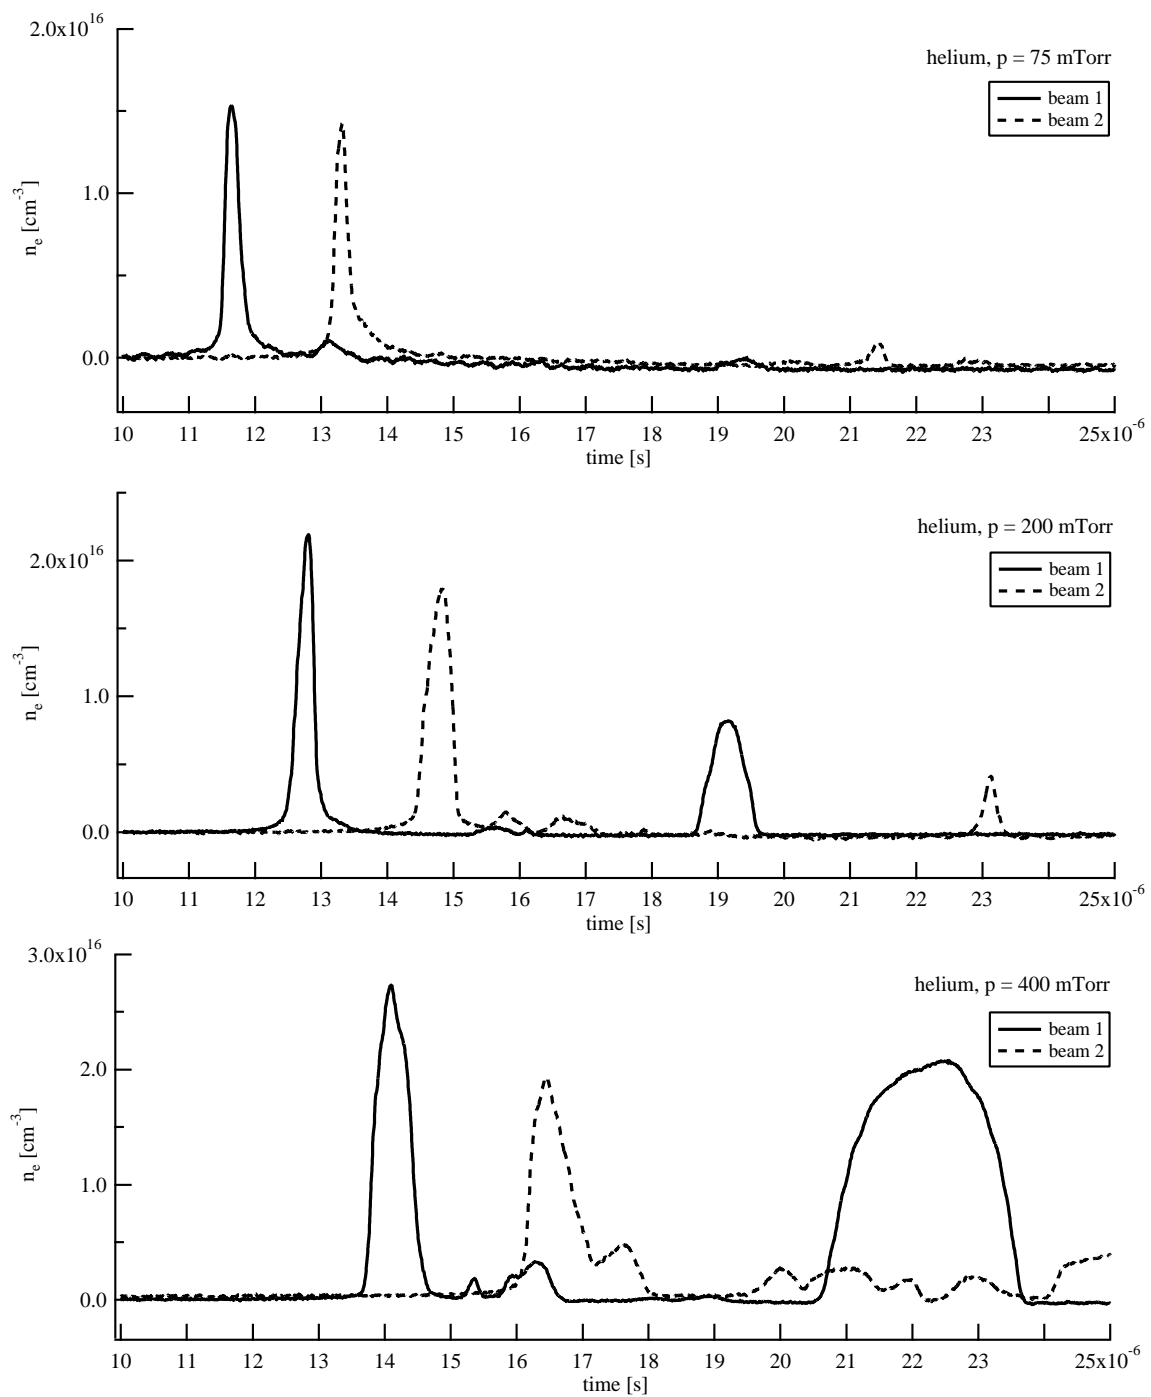 2.0x10^16
helium, p = 75 mTorr
beam 1
beam 2
1.0
n_e [cm^-3]
0.0
10 11 12 13 14 15 16 17 18 19 20 21 22 23 25x10^-6
time [s]
helium, p = 200 mTorr
2.0x10^16
beam 1
beam 2
n_e [cm^-3]
1.0
0.0
10 11 12 13 14 15 16 17 18 19 20 21 22 23 25x10^-6
time [s]
3.0x10^16
helium, p = 400 mTorr
beam 1
beam 2
2.0
n_e [cm^-3]
1.0
0.0
10 11 12 13 14 15 16 17 18 19 20 21 22 23 25x10^-6
time [s]